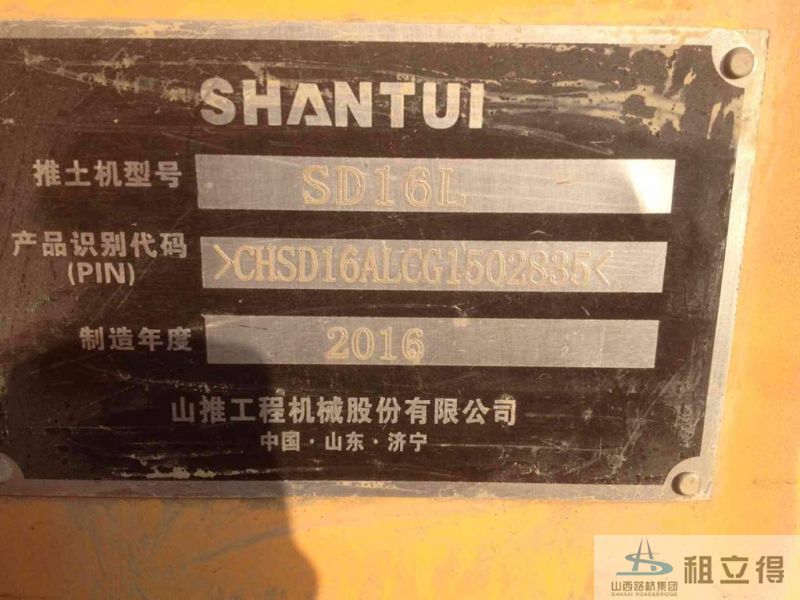 SHANTUI
推土机型号 SD16L
产品识别代码 >CHSD16ALCG1502835<
(PIN)
制造年度 2016
山推工程机械股份有限公司
中国·山东·济宁
山西路桥集团 租立得
SHANXI ROAD&BRIDGE